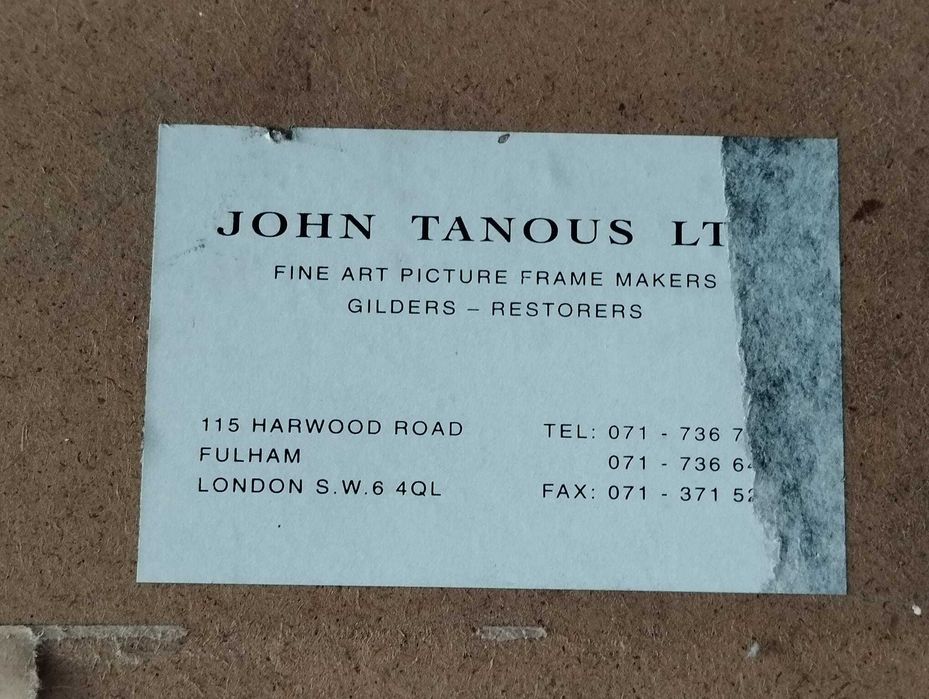 JOHN TANOUS LT
FINE ART PICTURE FRAME MAKERS
GILDERS – RESTORERS
115 HARWOOD ROAD
FULHAM
LONDON S.W.6 4QL
TEL: 071 - 736 7
071 - 736 64
FAX: 071 - 371 52